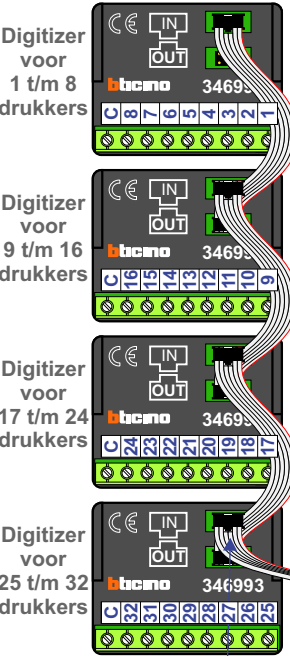 Digitizer
voor
1 t/m 8
drukkers
CE IN
OUT
bticino 34699
C 8 7 6 5 4 3 2 1
Digitizer
voor
9 t/m 16
drukkers
CE IN
OUT
bticino 34699
C 16 15 14 13 12 11 10 9
Digitizer
voor
17 t/m 24
drukkers
CE IN
OUT
bticino 34699
C 24 23 22 21 20 19 18 17
Digitizer
voor
25 t/m 32
drukkers
CE IN
OUT
bticino 346993
C 32 31 30 29 28 27 26 25